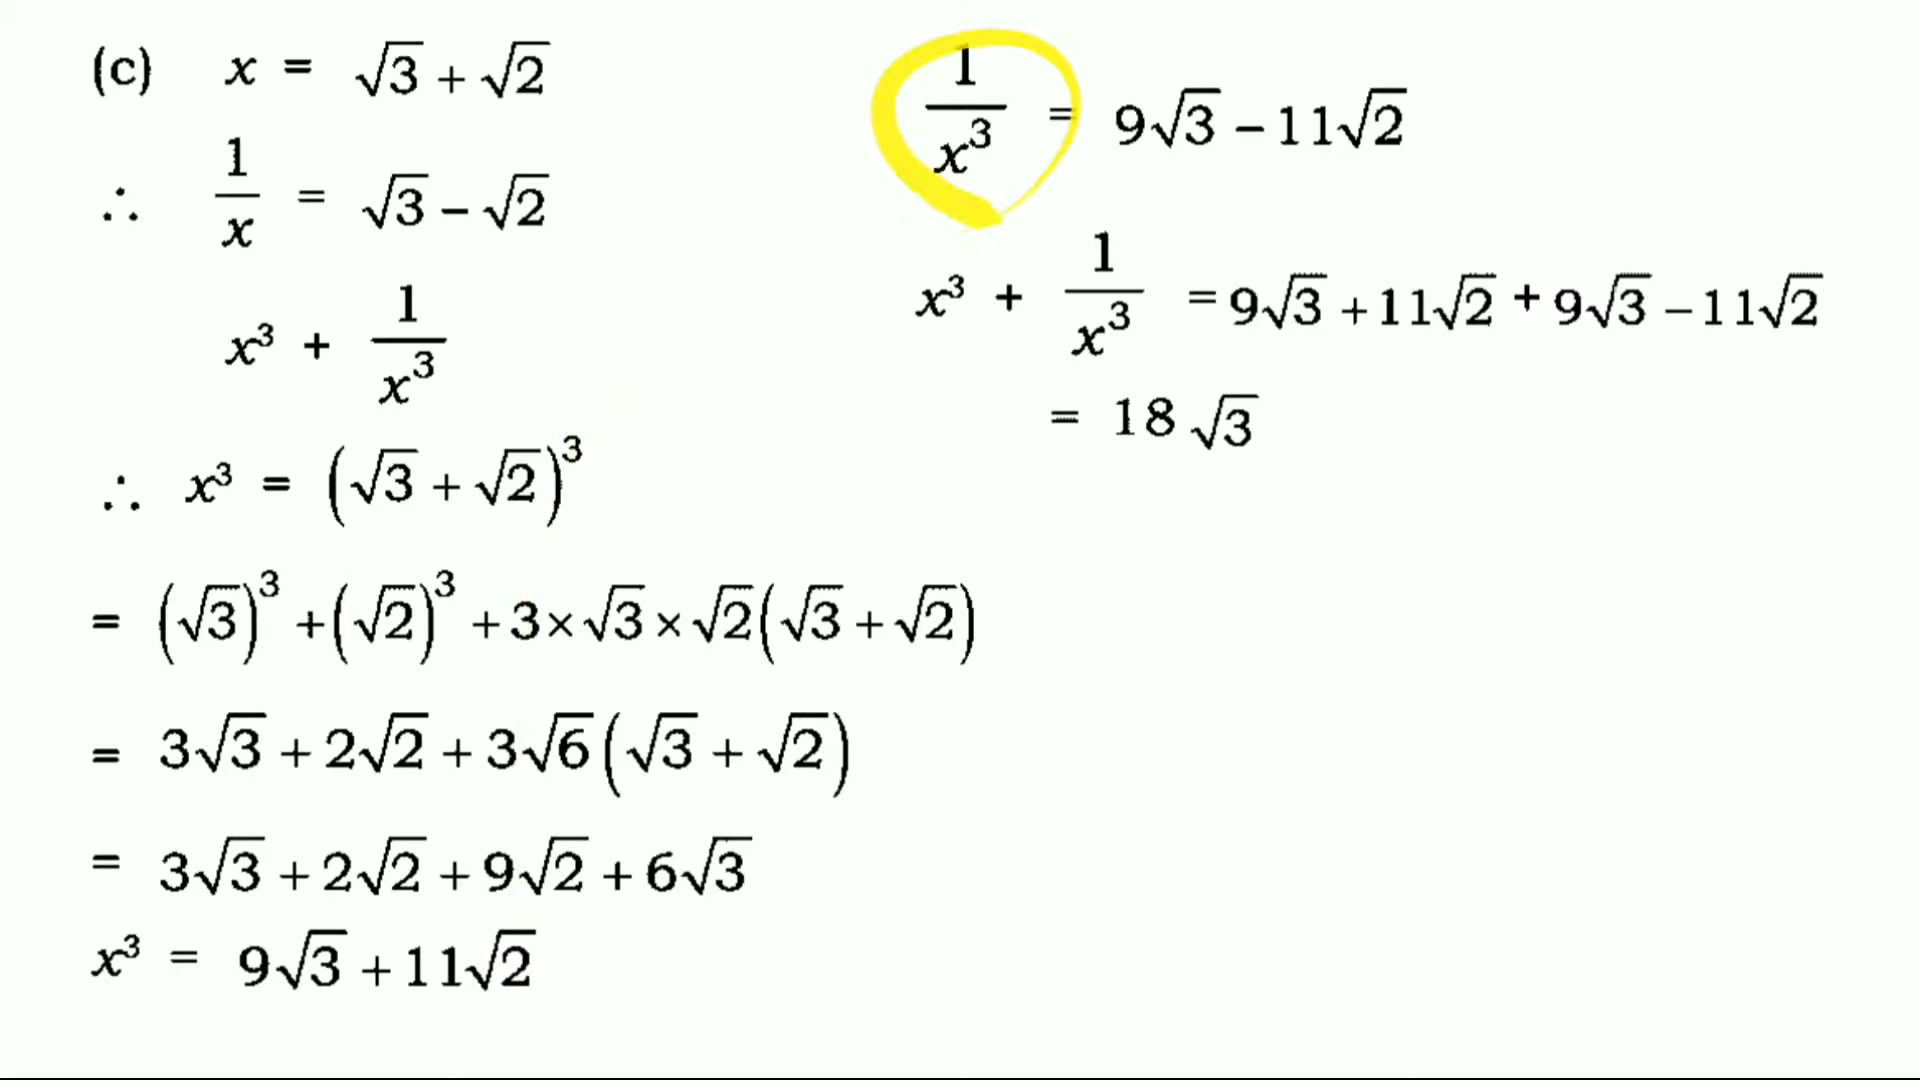 (c) x = √3 + √2
∴ 1/x = √3 − √2
x³ + 1/x³
∴ x³ = (√3 + √2)³
= (√3)³ + (√2)³ + 3 × √3 × √2(√3 + √2)
= 3√3 + 2√2 + 3√6(√3 + √2)
= 3√3 + 2√2 + 9√2 + 6√3
x³ = 9√3 + 11√2
1/x³ = 9√3 − 11√2
x³ + 1/x³ = 9√3 + 11√2 + 9√3 − 11√2
= 18√3